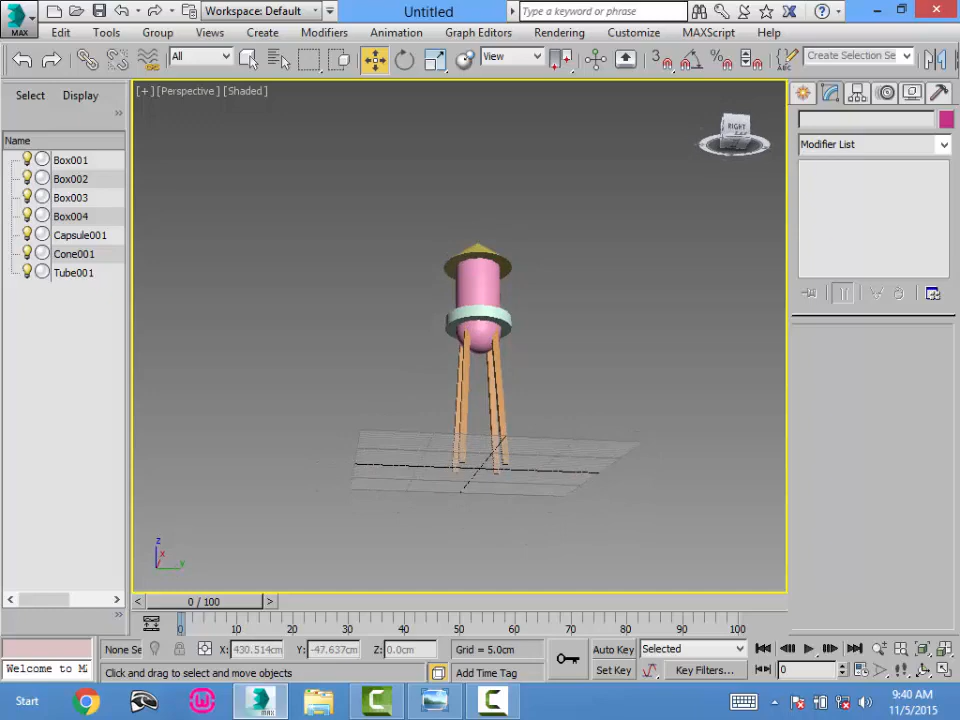 Workspace: Default
Untitled
Type a keyword or phrase
MAX
Edit Tools Group Views Create Modifiers Animation Graph Editors Rendering Customize MAXScript Help
All
View
3
%
Create Selection Se
Select Display
[+] [Perspective] [Shaded]
RIGHT
Name
Box001
Box002
Box003
Box004
Capsule001
Cone001
Tube001
Modifier List
z
x
y
0 / 100
0 10 20 30 40 50 60 70 80 90 100
None Se
X: 430.514cm
Y: -47.637cm
Z: 0.0cm
Grid = 5.0cm
Auto Key
Selected
Welcome to M
Click and drag to select and move objects
Add Time Tag
Set Key
Key Filters...
0
Start
MAX
9:40 AM
11/5/2015